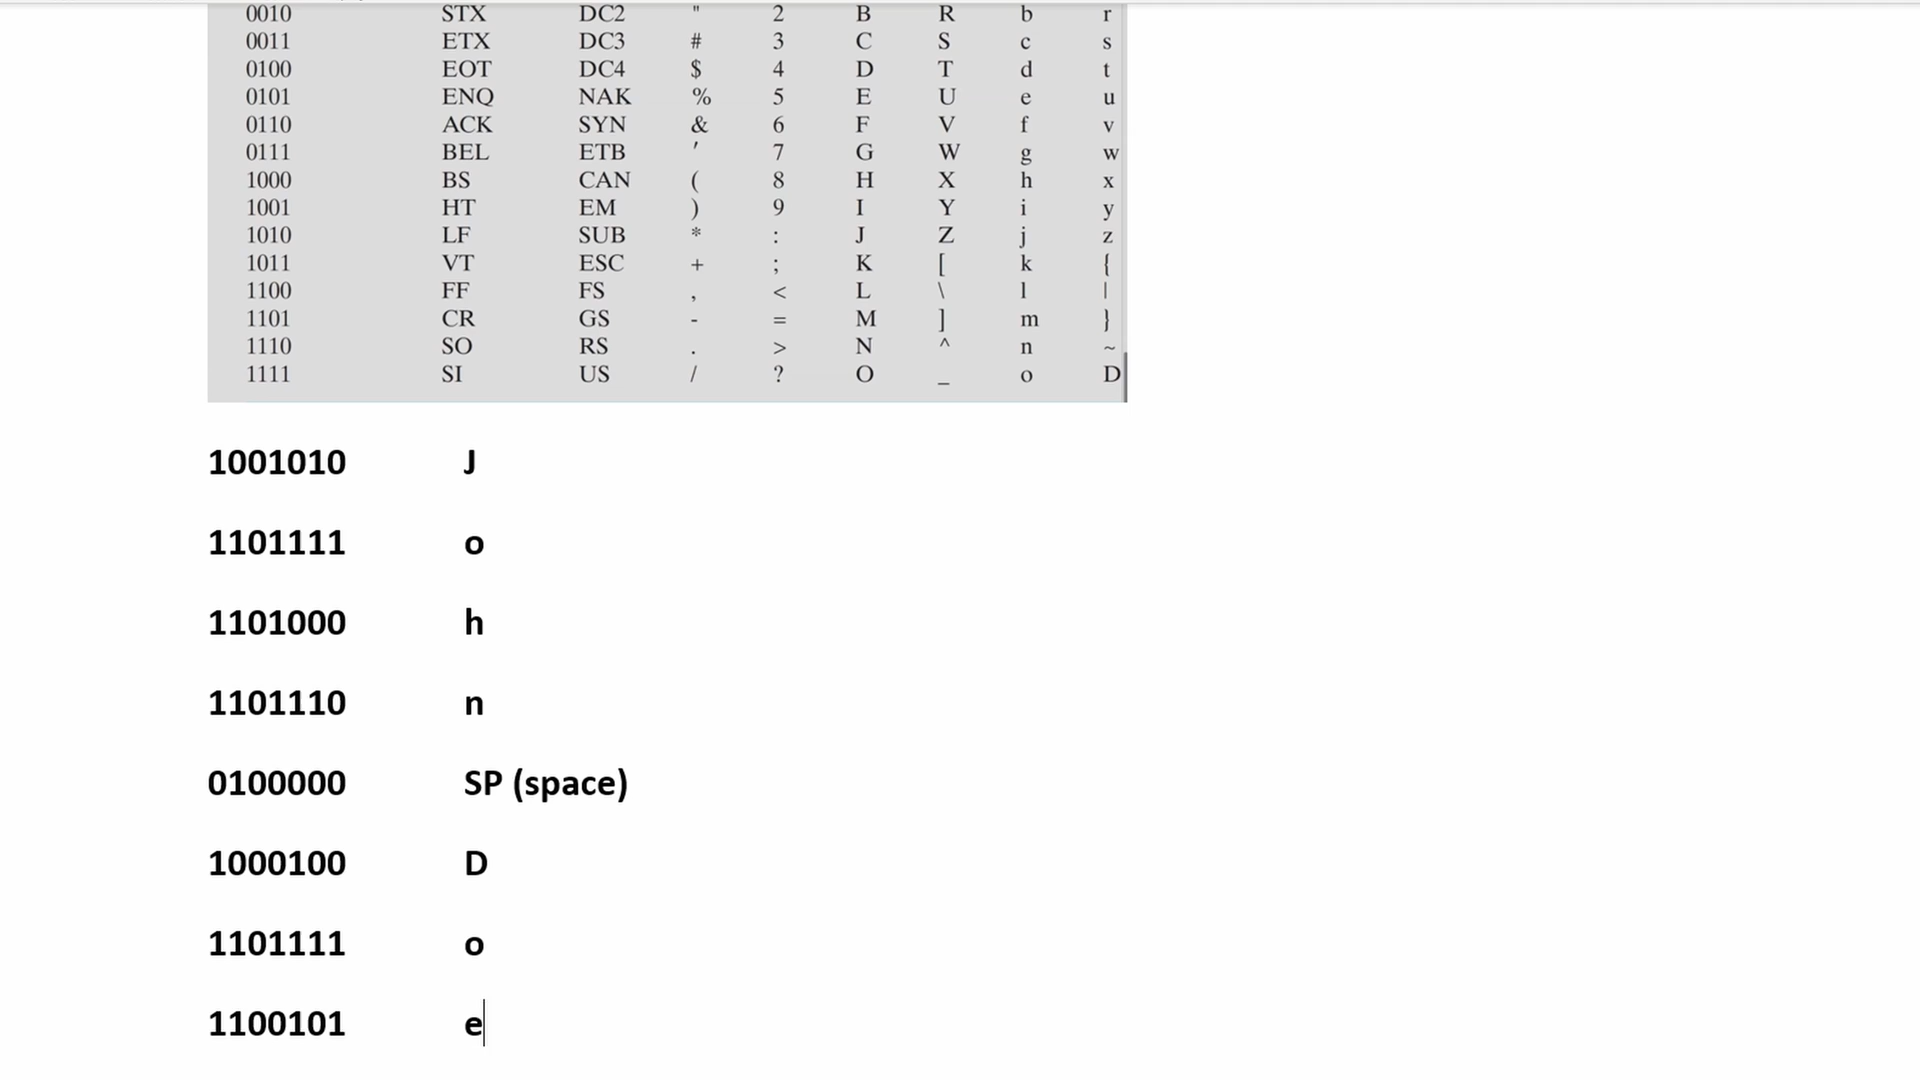 0010 STX DC2 " 2 B R b r
0011 ETX DC3 # 3 C S c s
0100 EOT DC4 $ 4 D T d t
0101 ENQ NAK % 5 E U e u
0110 ACK SYN & 6 F V f v
0111 BEL ETB ′ 7 G W g w
1000 BS CAN ( 8 H X h x
1001 HT EM ) 9 I Y i y
1010 LF SUB * : J Z j z
1011 VT ESC + ; K [ k {
1100 FF FS , < L \ l |
1101 CR GS - = M ] m }
1110 SO RS . > N ^ n ~
1111 SI US / ? O _ o D
1001010 J
1101111 o
1101000 h
1101110 n
0100000 SP (space)
1000100 D
1101111 o
1100101 e